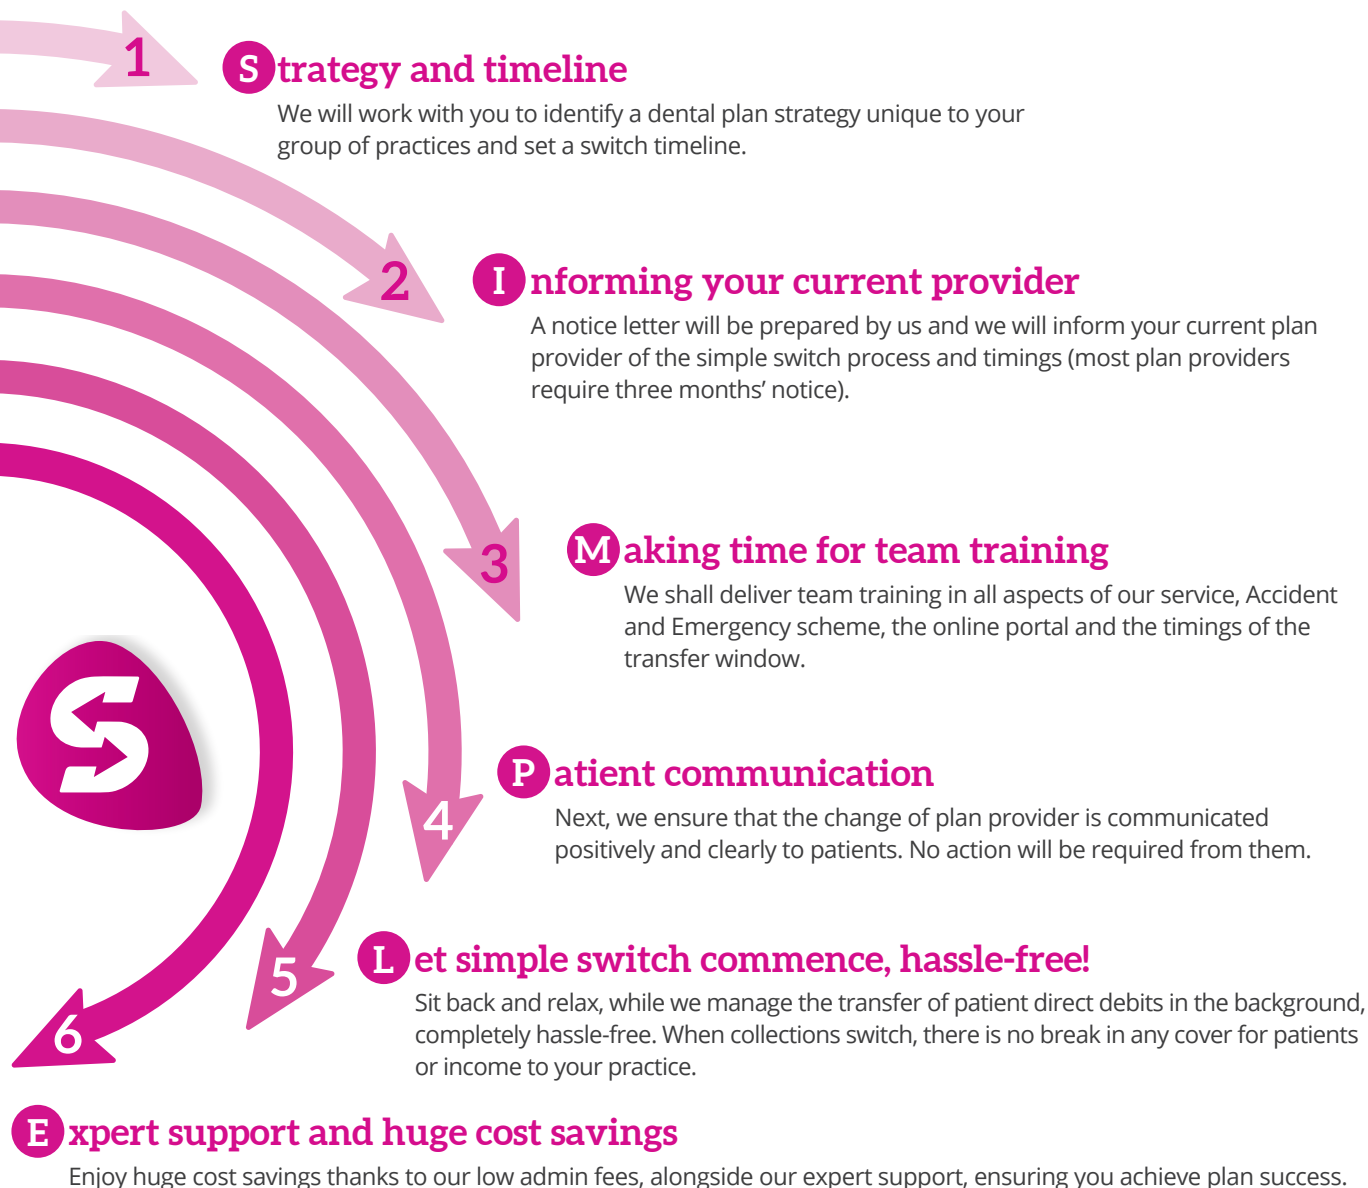 1
Strategy and timeline
We will work with you to identify a dental plan strategy unique to your
group of practices and set a switch timeline.
2
Informing your current provider
A notice letter will be prepared by us and we will inform your current plan
provider of the simple switch process and timings (most plan providers
require three months’ notice).
3
Making time for team training
We shall deliver team training in all aspects of our service, Accident
and Emergency scheme, the online portal and the timings of the
transfer window.
4
Patient communication
Next, we ensure that the change of plan provider is communicated
positively and clearly to patients. No action will be required from them.
5
Let simple switch commence, hassle-free!
Sit back and relax, while we manage the transfer of patient direct debits in the background,
completely hassle-free. When collections switch, there is no break in any cover for patients
or income to your practice.
6
Expert support and huge cost savings
Enjoy huge cost savings thanks to our low admin fees, alongside our expert support, ensuring you achieve plan success.
S